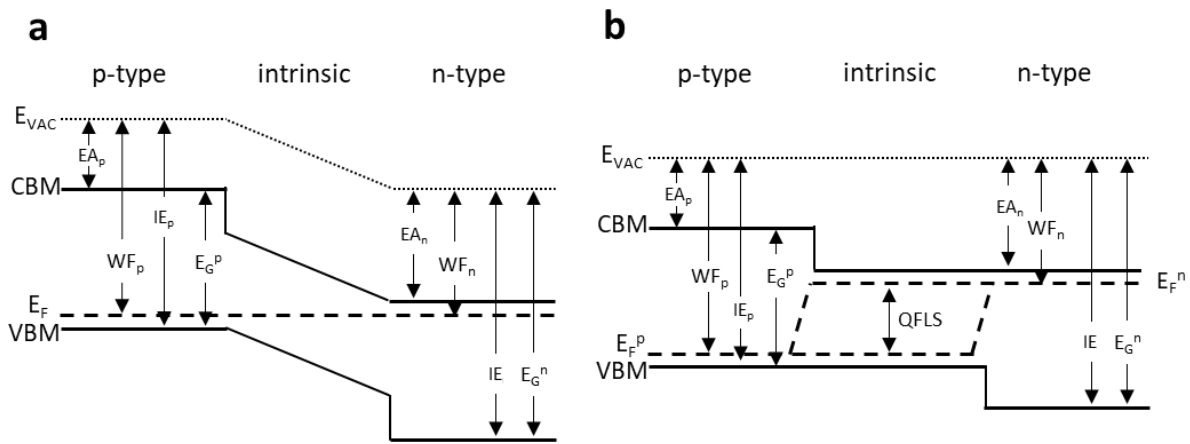 a
p-type intrinsic n-type
E_VAC
EA_p
CBM
IE_p
EA_n
WF_p
E_G^p
WF_n
E_F
VBM
IE
E_G^n
b
p-type intrinsic n-type
E_VAC
EA_p
EA_n
WF_n
CBM
WF_p
E_G^p
E_F^n
IE_p
QFLS
E_F^p
IE
E_G^n
VBM